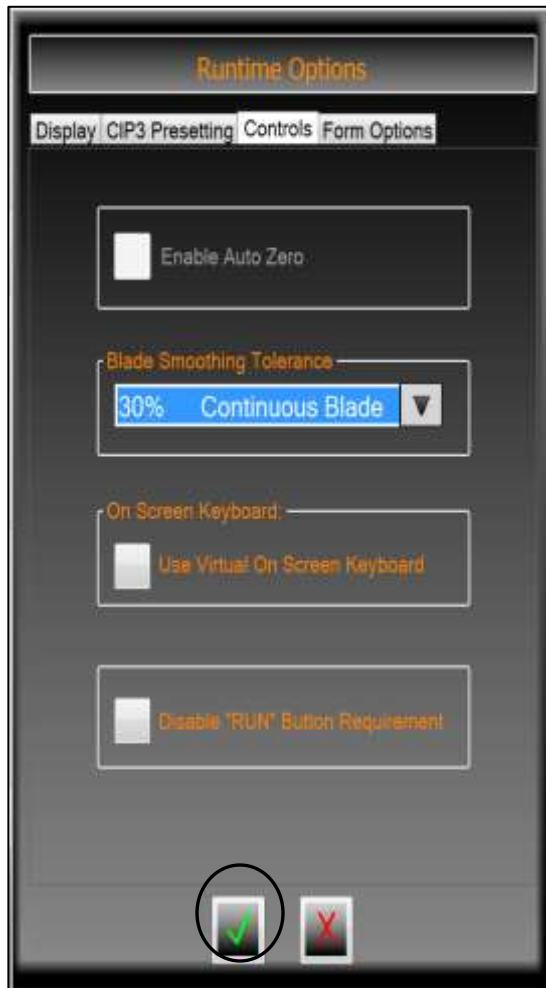 Runtime Options
Display CIP3 Presetting Controls Form Options
Enable Auto Zero
Blade Smoothing Tolerance
30% Continuous Blade
On Screen Keyboard:
Use Virtual On Screen Keyboard
Disable "RUN" Button Requirement